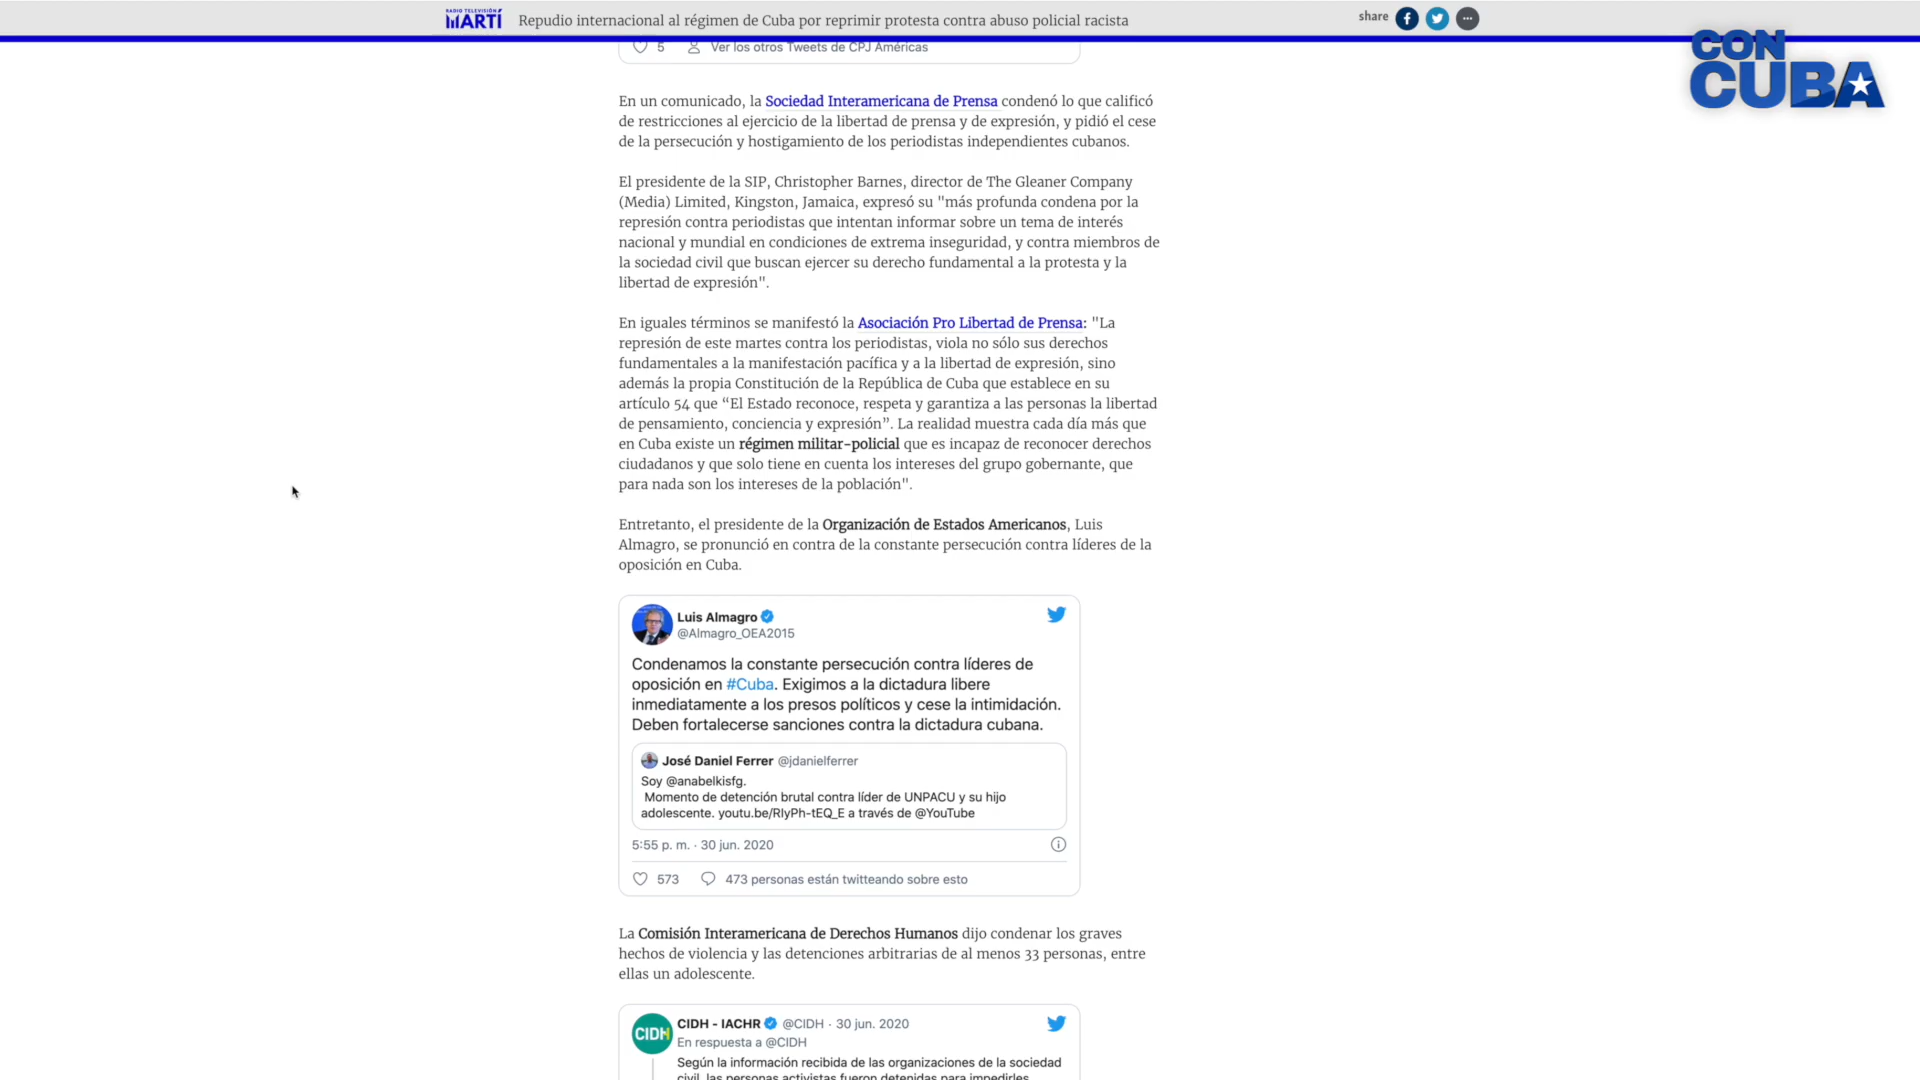 RADIO TELEVISIÓN
MARTÍ
Repudio internacional al régimen de Cuba por reprimir protesta contra abuso policial racista
share
CON
CUBA
5 Ver los otros Tweets de CPJ Américas
En un comunicado, la Sociedad Interamericana de Prensa condenó lo que calificó
de restricciones al ejercicio de la libertad de prensa y de expresión, y pidió el cese
de la persecución y hostigamiento de los periodistas independientes cubanos.
El presidente de la SIP, Christopher Barnes, director de The Gleaner Company
(Media) Limited, Kingston, Jamaica, expresó su "más profunda condena por la
represión contra periodistas que intentan informar sobre un tema de interés
nacional y mundial en condiciones de extrema inseguridad, y contra miembros de
la sociedad civil que buscan ejercer su derecho fundamental a la protesta y la
libertad de expresión".
En iguales términos se manifestó la Asociación Pro Libertad de Prensa: "La
represión de este martes contra los periodistas, viola no sólo sus derechos
fundamentales a la manifestación pacífica y a la libertad de expresión, sino
además la propia Constitución de la República de Cuba que establece en su
artículo 54 que “El Estado reconoce, respeta y garantiza a las personas la libertad
de pensamiento, conciencia y expresión”. La realidad muestra cada día más que
en Cuba existe un régimen militar-policial que es incapaz de reconocer derechos
ciudadanos y que solo tiene en cuenta los intereses del grupo gobernante, que
para nada son los intereses de la población".
Entretanto, el presidente de la Organización de Estados Americanos, Luis
Almagro, se pronunció en contra de la constante persecución contra líderes de la
oposición en Cuba.
Luis Almagro
@Almagro_OEA2015
Condenamos la constante persecución contra líderes de
oposición en #Cuba. Exigimos a la dictadura libere
inmediatamente a los presos políticos y cese la intimidación.
Deben fortalecerse sanciones contra la dictadura cubana.
José Daniel Ferrer @jdanielferrer
Soy @anabelkisfg.
Momento de detención brutal contra líder de UNPACU y su hijo
adolescente. youtu.be/RlyPh-tEQ_E a través de @YouTube
5:55 p. m. · 30 jun. 2020
573 473 personas están twitteando sobre esto
La Comisión Interamericana de Derechos Humanos dijo condenar los graves
hechos de violencia y las detenciones arbitrarias de al menos 33 personas, entre
ellas un adolescente.
CIDH
CIDH - IACHR @CIDH · 30 jun. 2020
En respuesta a @CIDH
Según la información recibida de las organizaciones de la sociedad
civil, las personas activistas fueron detenidas para impedirles